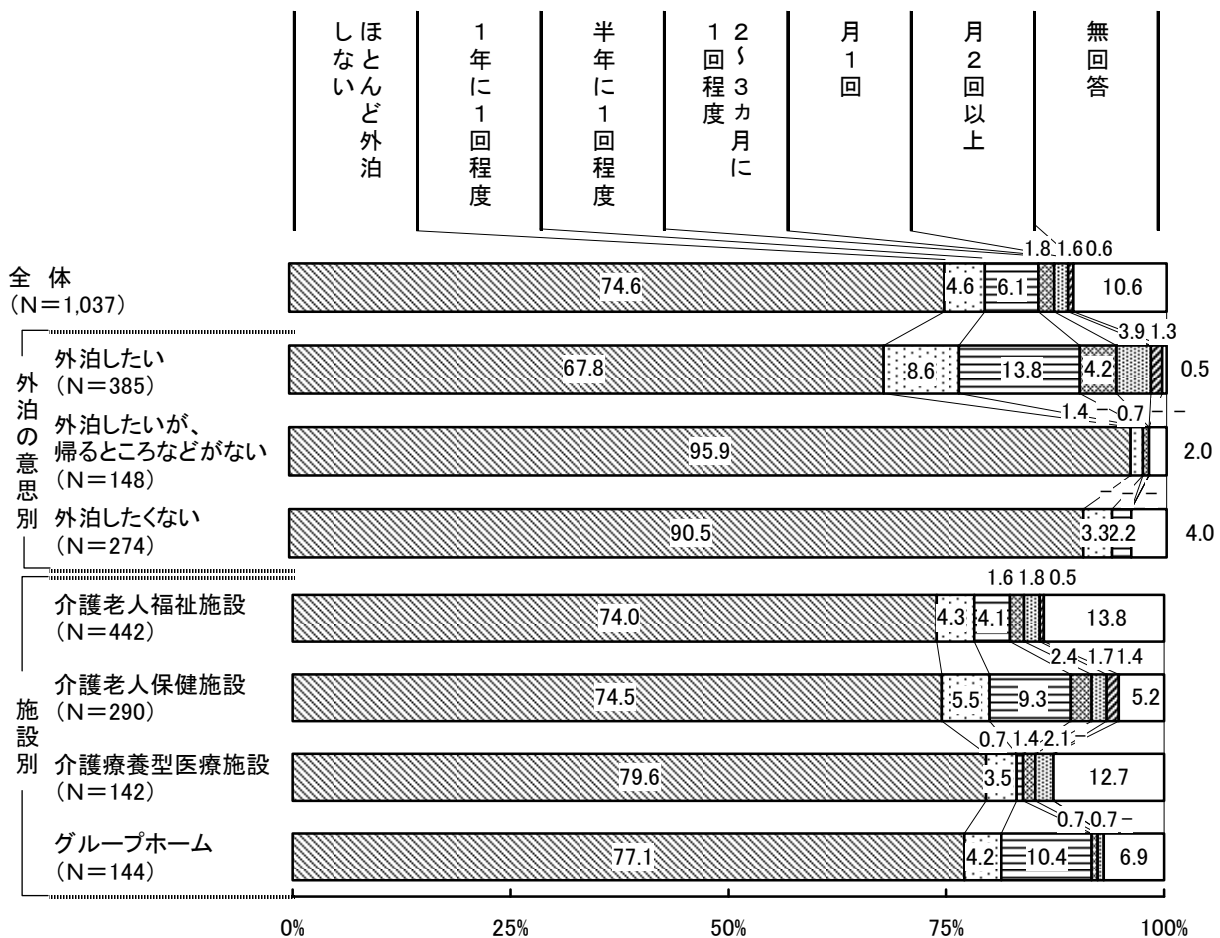 ほとんど外泊
しない
1年に1回程度
半年に1回程度
2～3ヵ月に
1回程度
月1回
月2回以上
無回答
1.8 1.6 0.6
全 体
(N=1,037)
74.6 4.6 6.1 10.6
3.9 1.3
外泊の意思別
外泊したい
(N=385)
67.8 8.6 13.8 4.2 0.5
1.4 － 0.7 － －
外泊したいが、
帰るところなどがない
(N=148)
95.9 2.0
－ － －
外泊したくない
(N=274)
90.5 3.3 2.2 4.0
1.6 1.8 0.5
施設別
介護老人福祉施設
(N=442)
74.0 4.3 4.1 13.8
2.4 1.7 1.4
介護老人保健施設
(N=290)
74.5 5.5 9.3 5.2
0.7 1.4 2.1 －
介護療養型医療施設
(N=142)
79.6 3.5 12.7
0.7 0.7 －
グループホーム
(N=144)
77.1 4.2 10.4 6.9
0% 25% 50% 75% 100%